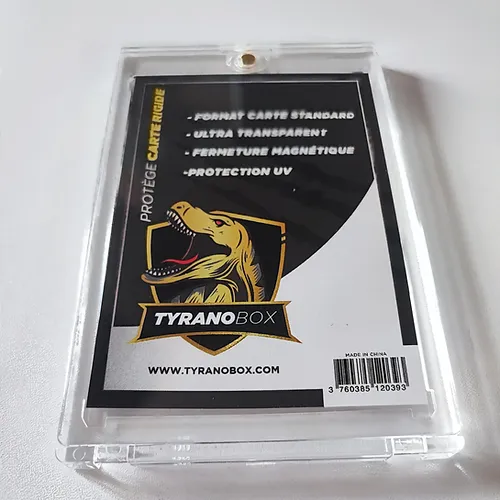 PROTÈGE CARTE RIGIDE
- FORMAT CARTE STANDARD
- ULTRA TRANSPARENT
- FERMETURE MAGNÉTIQUE
-PROTECTION UV
TYRANOBOX
WWW.TYRANOBOX.COM
MADE IN CHINA
3 760385 120393